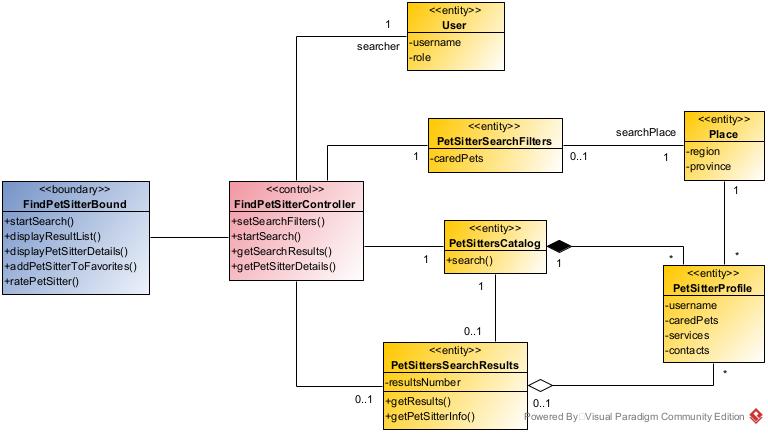 <<entity>>
User
-username
-role
1
searcher
<<entity>>
PetSitterSearchFilters
-caredPets
1
0..1
searchPlace
1
<<entity>>
Place
-region
-province
1
*
<<boundary>>
FindPetSitterBound
+startSearch()
+displayResultList()
+displayPetSitterDetails()
+addPetSitterToFavorites()
+ratePetSitter()
<<control>>
FindPetSitterController
+setSearchFilters()
+startSearch()
+getSearchResults()
+getPetSitterDetails()
<<entity>>
PetSittersCatalog
+search()
1
1
*
1
0..1
<<entity>>
PetSitterProfile
-username
-caredPets
-services
-contacts
*
<<entity>>
PetSittersSearchResults
-resultsNumber
+getResults()
+getPetSitterInfo()
0..1
0..1
Powered By Visual Paradigm Community Edition